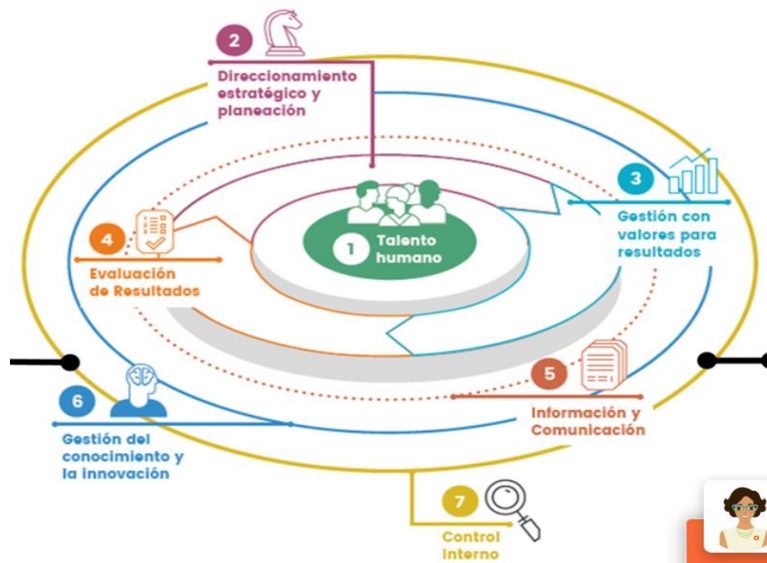 2
Direccionamiento
estratégico y
planeación
3
Gestión con
valores para
resultados
1
Talento
humano
4
Evaluación
de Resultados
5
Información y
Comunicación
6
Gestión del
conocimiento y
la innovación
7
Control
Interno